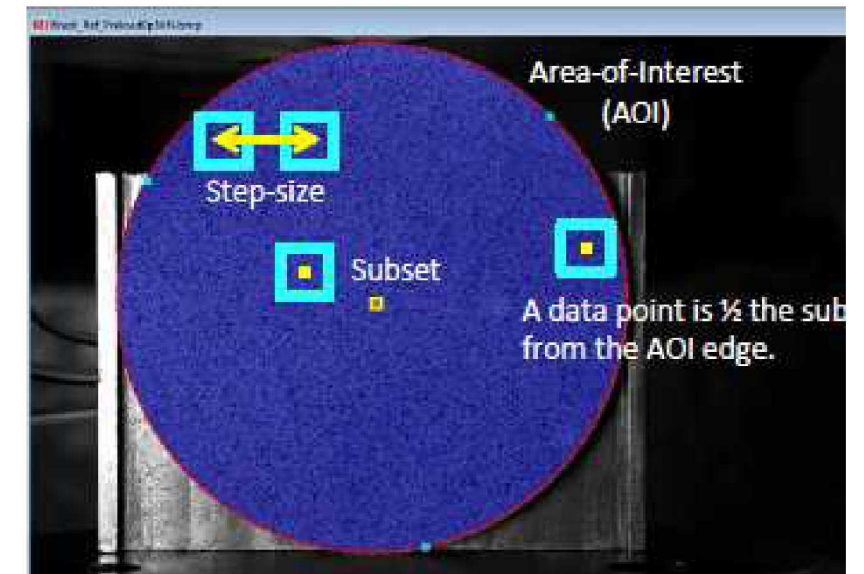 Area-of-Interest
(AOI)
Step-size
Subset
A data point is ½ the sub
from the AOI edge.